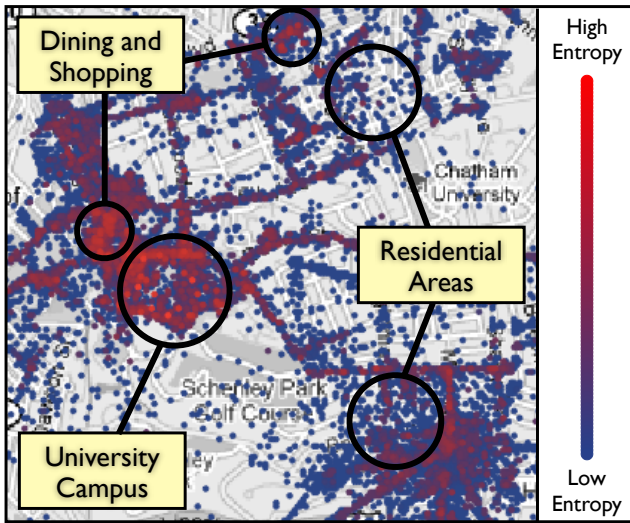 Dining and
Shopping
High
Entropy
Chatham
University
Residential
Areas
Schenley Park
Golf Course
University
Campus
Low
Entropy